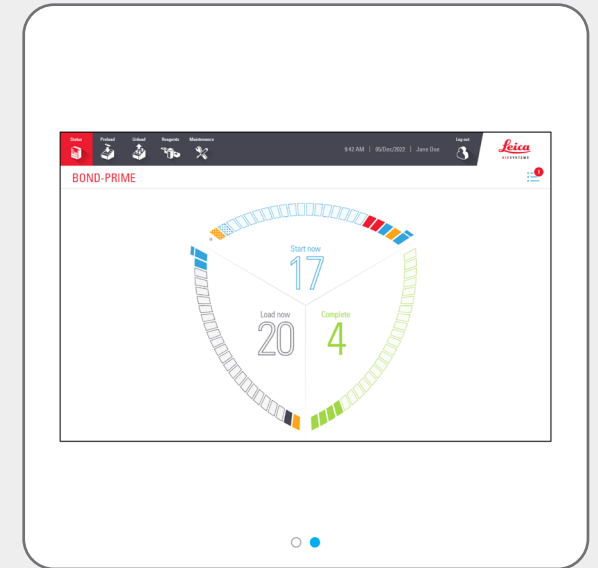 Status Preload Unload Reagents Maintenance
9:42 AM | 05/Dec/2022 | Jane Doe
Log out
Leica
BIOSYSTEMS
BOND-PRIME
Start now
17
Load now
20
Complete
4